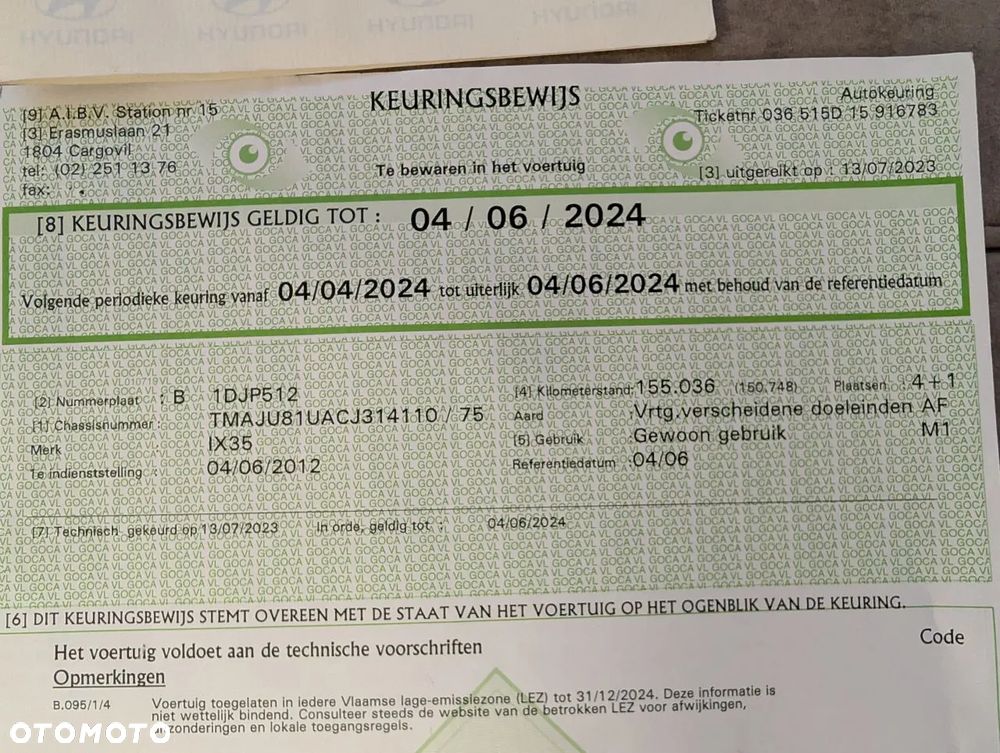 HYUNDAI HYUNDAI HYUNDAI HYUNDAI
[9] A.I.B.V. Station nr 15
[3] Erasmuslaan 21
1804 Cargovil
tel: (02) 251 13 76
fax: .
KEURINGSBEWIJS
Te bewaren in het voertuig
Autokeuring
Ticketnr 036 515D 15 916783
[3] uitgereikt op : 13/07/2023
[8] KEURINGSBEWIJS GELDIG TOT : 04 / 06 / 2024
Volgende periodieke keuring vanaf 04/04/2024 tot uiterlijk 04/06/2024 met behoud van de referentiedatum
[2] Nummerplaat : B 1DJP512
[1] Chassisnummer : TMAJU81UACJ314110 / 75
Merk IX35
Te indienststelling : 04/06/2012
[4] Kilometerstand: 155.036 (150.748) Plaatsen : 4 + 1
Aard :Vrtg.verscheidene doeleinden AF
[5] Gebruik :Gewoon gebruik M1
Referentiedatum :04/06
[7] Technisch gekeurd op 13/07/2023 In orde, geldig tot : 04/06/2024
[6] DIT KEURINGSBEWIJS STEMT OVEREEN MET DE STAAT VAN HET VOERTUIG OP HET OGENBLIK VAN DE KEURING.
Het voertuig voldoet aan de technische voorschriften Code
Opmerkingen
B.095/1/4 Voertuig toegelaten in iedere Vlaamse lage-emissiezone (LEZ) tot 31/12/2024. Deze informatie is
niet wettelijk bindend. Consulteer steeds de website van de betrokken LEZ voor afwijkingen,
uitzonderingen en lokale toegangsregels.
OTOMOTO